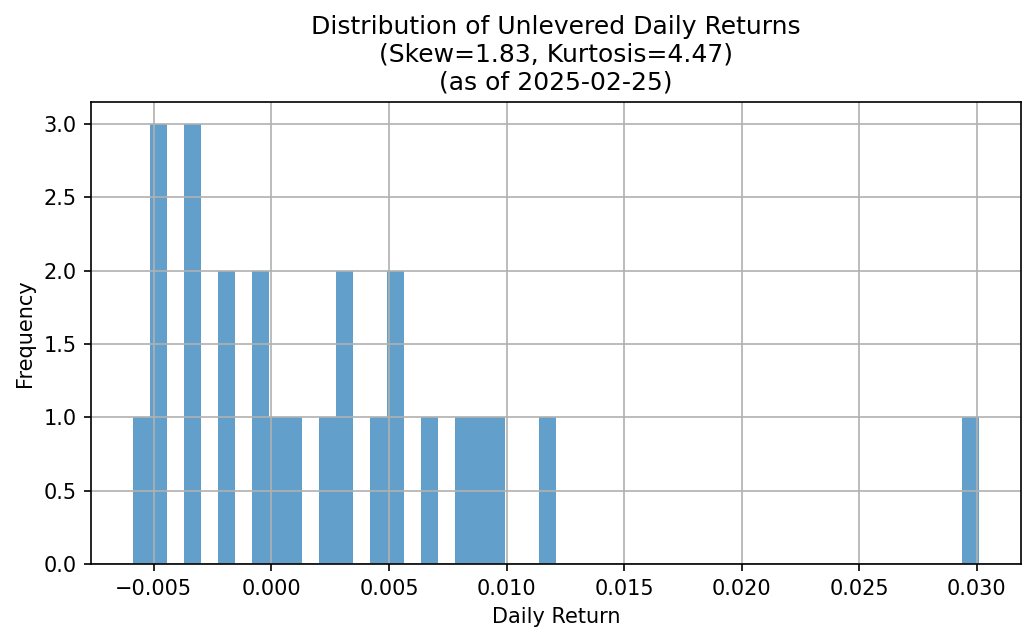 Distribution of Unlevered Daily Returns
(Skew=1.83, Kurtosis=4.47)
(as of 2025-02-25)
3.0
2.5
2.0
1.5
1.0
0.5
0.0
Frequency
−0.005 0.000 0.005 0.010 0.015 0.020 0.025 0.030
Daily Return